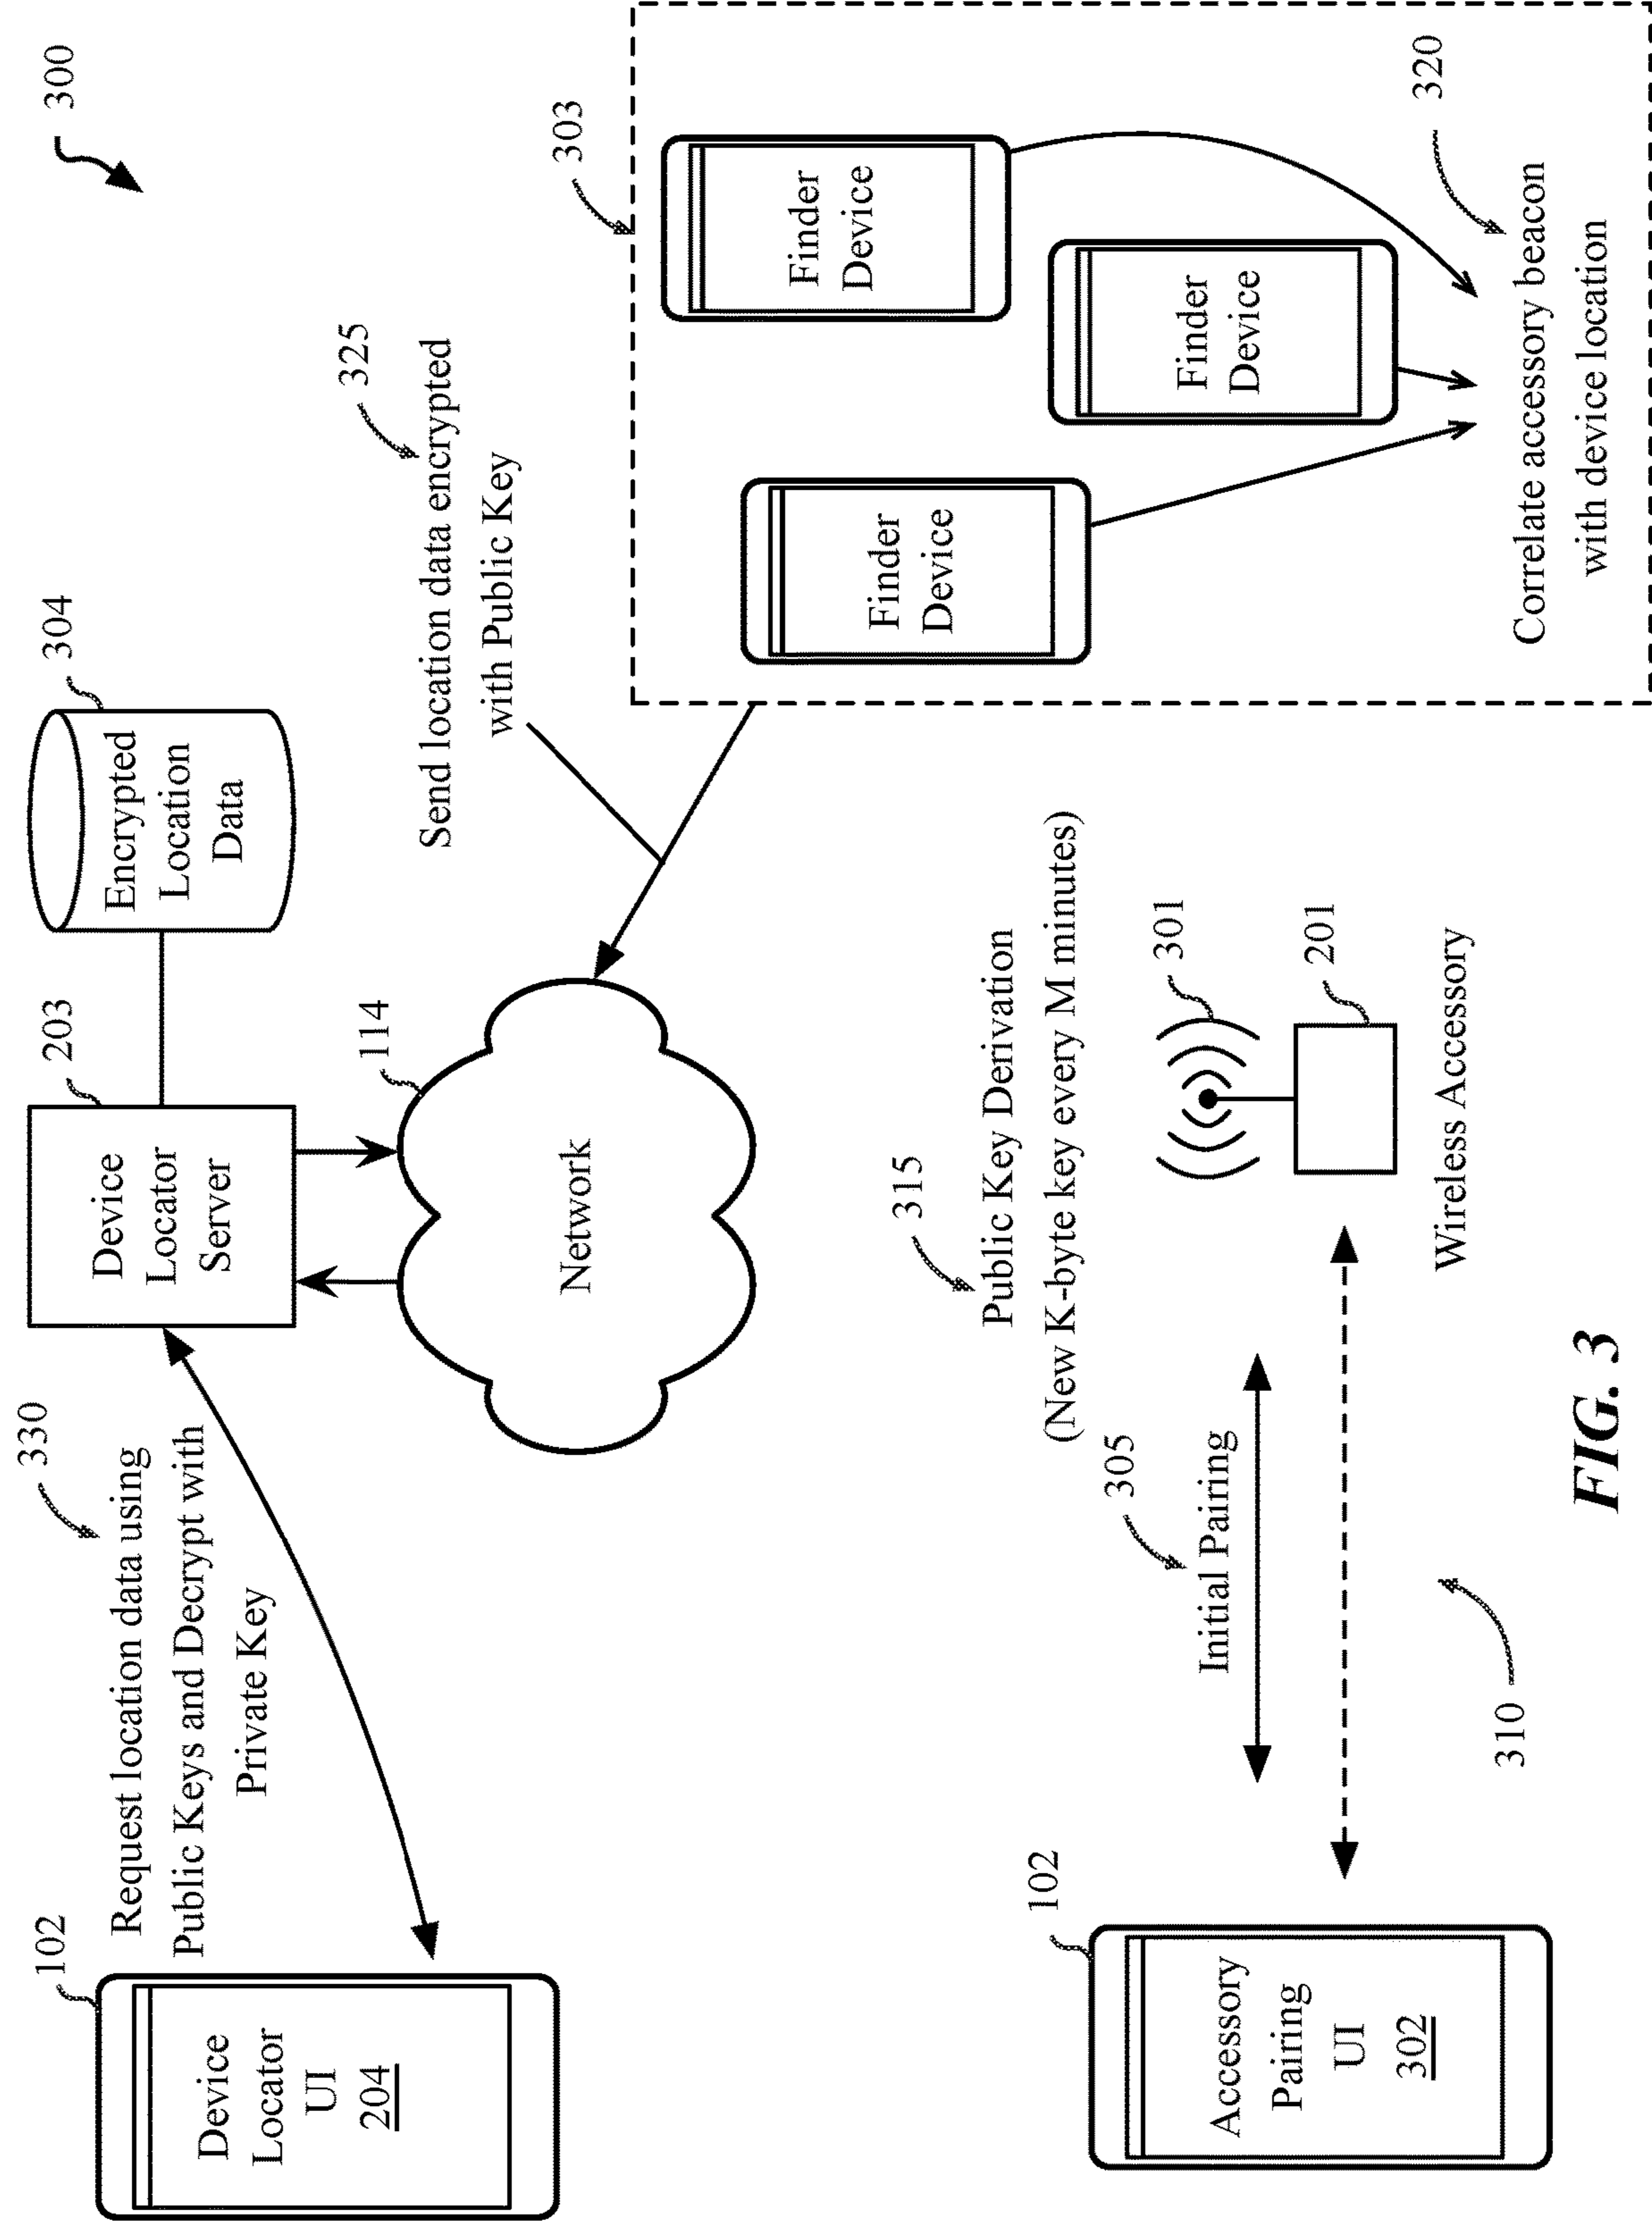 300
330
Request location data using
Public Keys and Decrypt with
Private Key
102
Device
Locator
UI
204
203
Device
Locator
Server
304
Encrypted
Location
Data
114
Network
325
Send location data encrypted
with Public Key
303
Finder
Device
Finder
Device
Finder
Device
320
Correlate accessory beacon
with device location
102
Accessory
Pairing
UI
302
305
Initial Pairing
310
315
Public Key Derivation
(New K-byte key every M minutes)
301
201
Wireless Accessory
FIG. 3